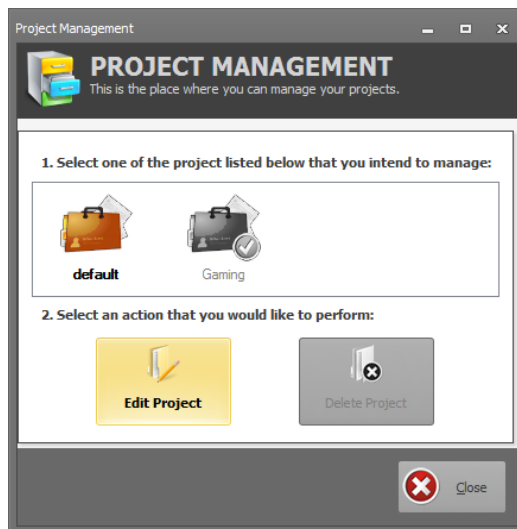 Project Management
PROJECT MANAGEMENT
This is the place where you can manage your projects.
1. Select one of the project listed below that you intend to manage:
default
Gaming
2. Select an action that you would like to perform:
Edit Project
Delete Project
Close